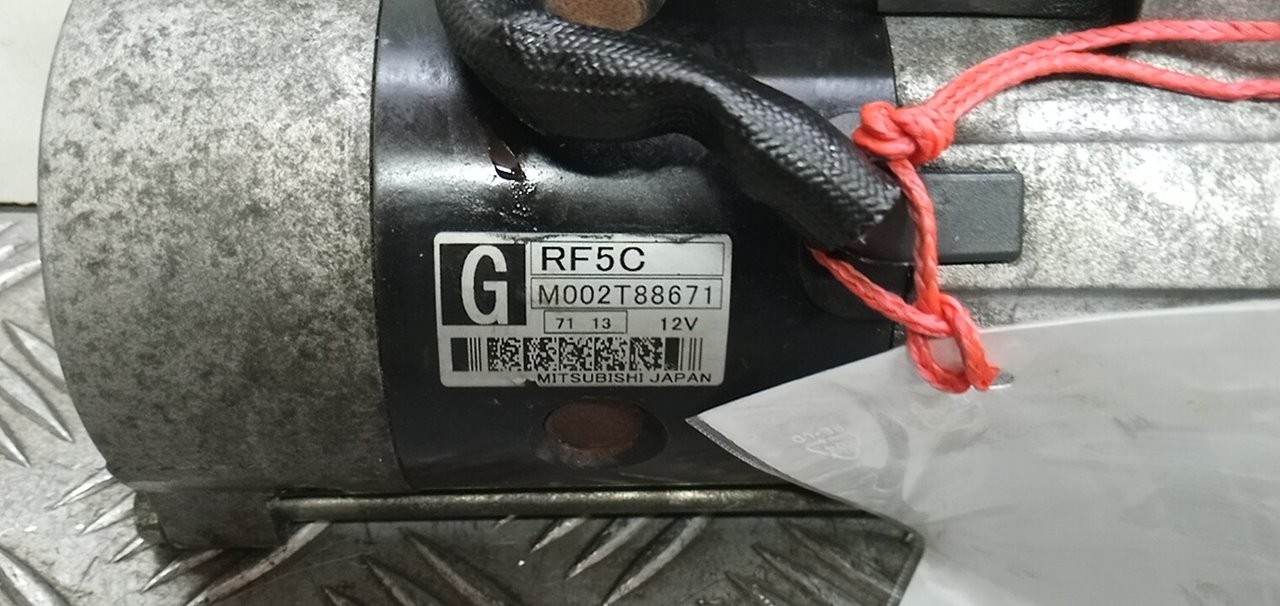 G
RF5C
M002T88671
71 13 12V
MITSUBISHI JAPAN